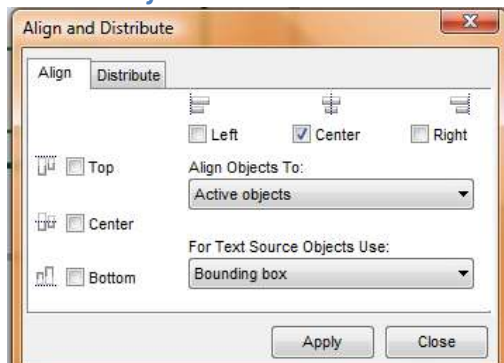 Align and Distribute
Align Distribute
Left Center Right
Top Align Objects To:
Active objects
Center
For Text Source Objects Use:
Bounding box
Bottom
Apply Close